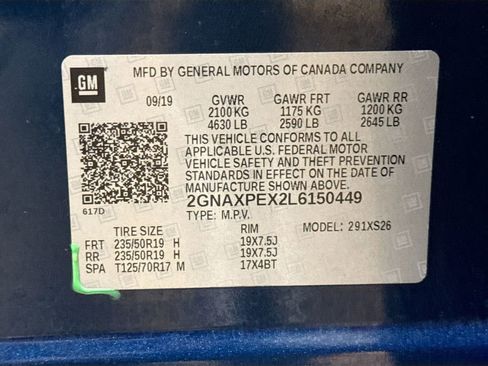 GM
MFD BY GENERAL MOTORS OF CANADA COMPANY
09/19 GVWR GAWR FRT GAWR RR
2100 KG 1175 KG 1200 KG
4630 LB 2590 LB 2645 LB
THIS VEHICLE CONFORMS TO ALL
APPLICABLE U.S. FEDERAL MOTOR
VEHICLE SAFETY AND THEFT PREVENTION
STANDARDS IN EFFECT ON THE DATE OF
MANUFACTURE SHOWN ABOVE.
617D
2GNAXPEX2L6150449
TYPE: M.P.V. MODEL: 291XS26
TIRE SIZE RIM
FRT 235/50R19 H 19X7.5J
RR 235/50R19 H 19X7.5J
SPA T125/70R17 M 17X4BT